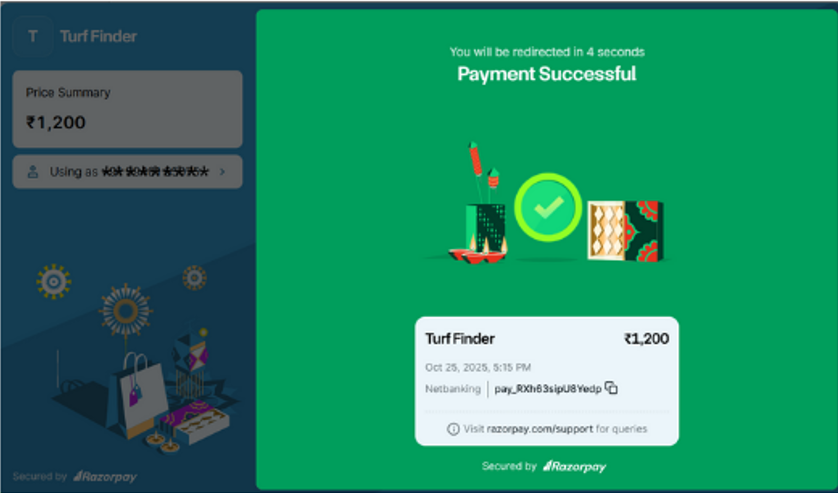 T Turf Finder
Price Summary
₹1,200
Using as
Secured by Razorpay
You will be redirected in 4 seconds
Payment Successful
Turf Finder ₹1,200
Oct 25, 2025, 5:15 PM
Netbanking | pay_RXh63sipU8Yedp
Visit razorpay.com/support for queries
Secured by Razorpay